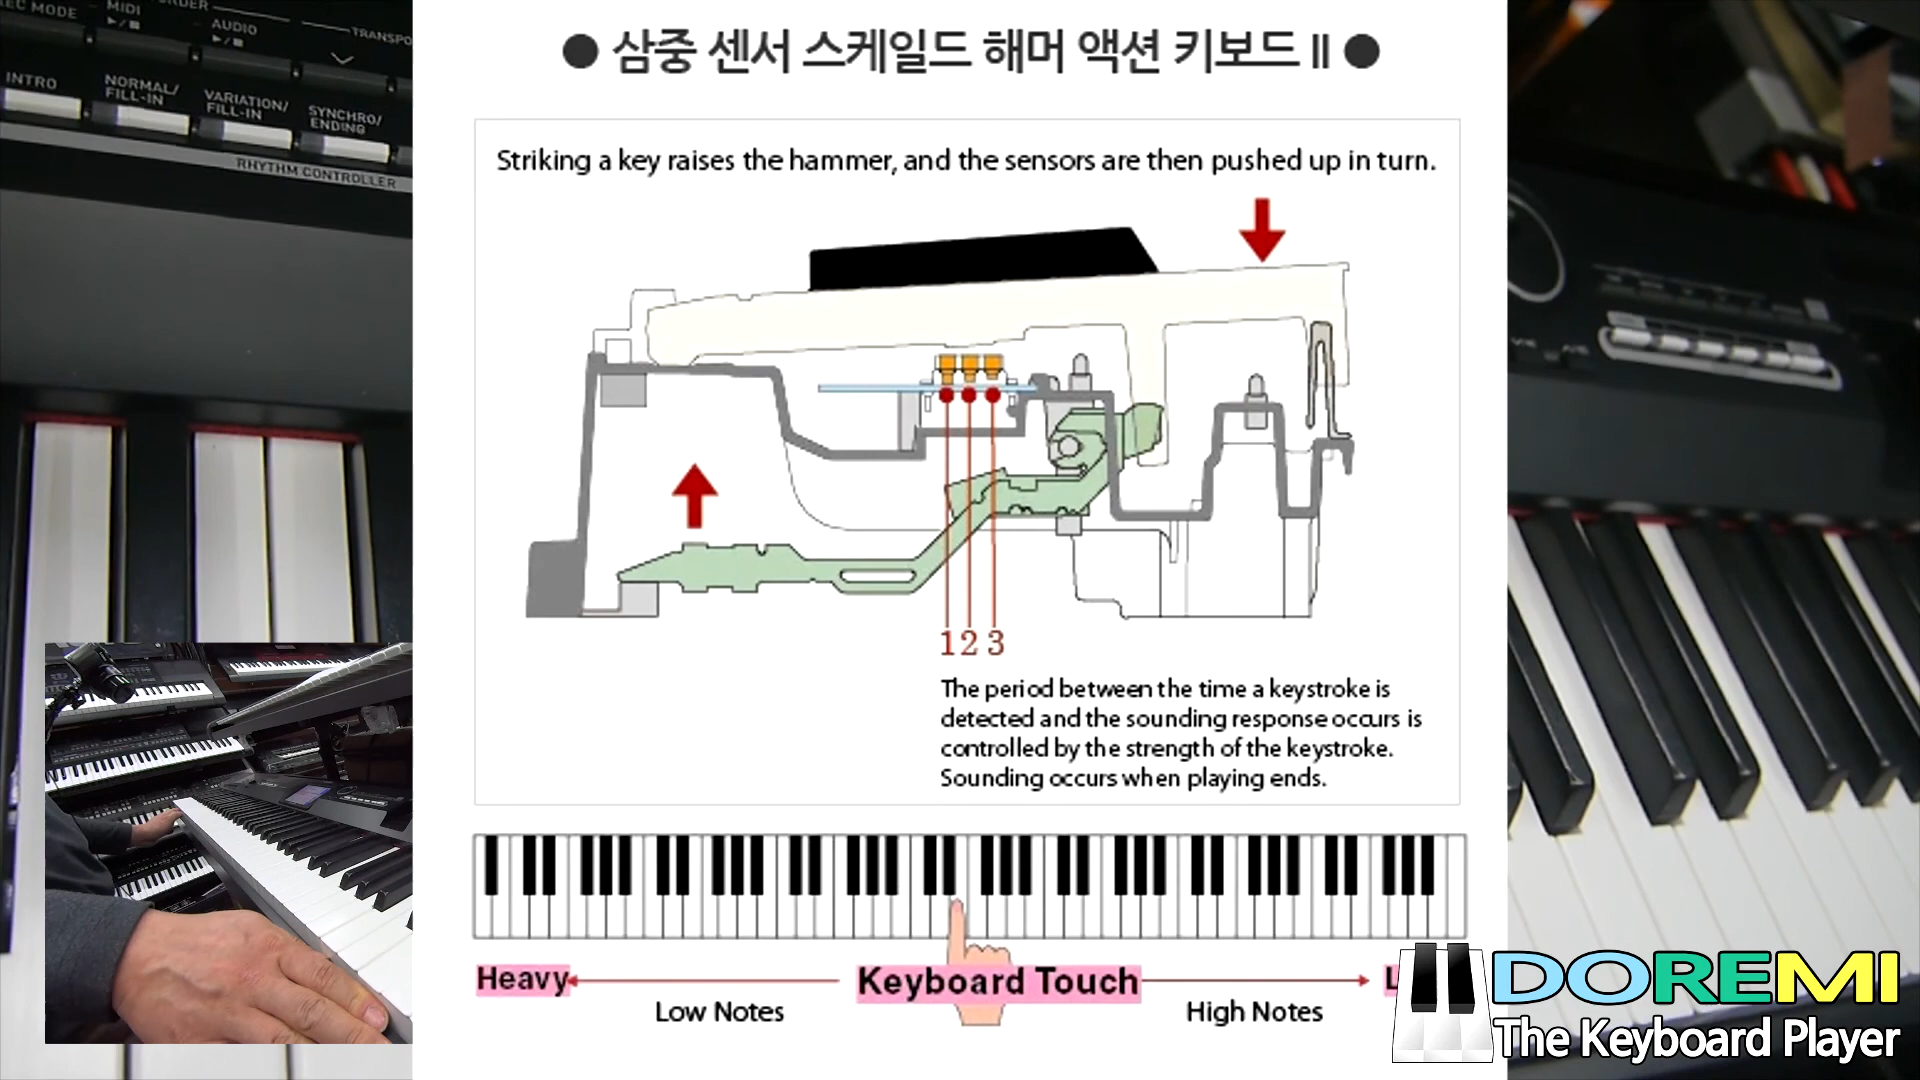 MIDI
AUDIO
INTRO
NORMAL/
FILL-IN
VARIATION/
FILL-IN
SYNCHRO/
ENDING
RHYTHM CONTROLLER
● 삼중 센서 스케일드 해머 액션 키보드 II ●
Striking a key raises the hammer, and the sensors are then pushed up in turn.
1 2 3
The period between the time a keystroke is
detected and the sounding response occurs is
controlled by the strength of the keystroke.
Sounding occurs when playing ends.
Heavy
Keyboard Touch
Low Notes
High Notes
DOREMI
The Keyboard Player